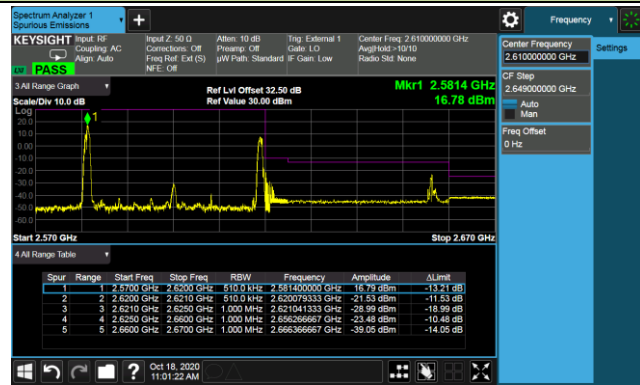 Spectrum Analyzer 1
Spurious Emissions
Frequency
KEYSIGHT Input: RF Input Z: 50 Ω Atten: 10 dB Trig: External 1 Center Freq: 2.610000000 GHz
Coupling: AC Corrections: Off Preamp: Off Gate: LO Avg|Hold:>10/10
Align: Auto Freq Ref: Ext (S) µW Path: Standard IF Gain: Low Radio Std: None
NFE: Off
PASS
Center Frequency
2.610000000 GHz
Settings
CF Step
2.649000000 GHz
Auto
Man
Freq Offset
0 Hz
3 All Range Graph
Ref Lvl Offset 32.50 dB
Mkr1 2.5814 GHz
Scale/Div 10.0 dB
Ref Value 30.00 dBm
16.78 dBm
Log
1
20.0
10.0
0.00
-10.0
-20.0
-30.0
-40.0
-50.0
-60.0
Start 2.570 GHz
Stop 2.670 GHz
4 All Range Table
Spur Range Start Freq Stop Freq RBW Frequency Amplitude ΔLimit
1 1 2.5700 GHz 2.6200 GHz 510.0 kHz 2.581400000 GHz 16.79 dBm -13.21 dB
2 2 2.6200 GHz 2.6210 GHz 510.0 kHz 2.620079333 GHz -21.53 dBm -11.53 dB
3 3 2.6210 GHz 2.6250 GHz 1.000 MHz 2.621041333 GHz -28.99 dBm -18.99 dB
4 4 2.6250 GHz 2.6600 GHz 1.000 MHz 2.656266667 GHz -23.48 dBm -10.48 dB
5 5 2.6600 GHz 2.6700 GHz 1.000 MHz 2.666366667 GHz -39.05 dBm -14.05 dB
?
Oct 18, 2020
11:01:22 AM